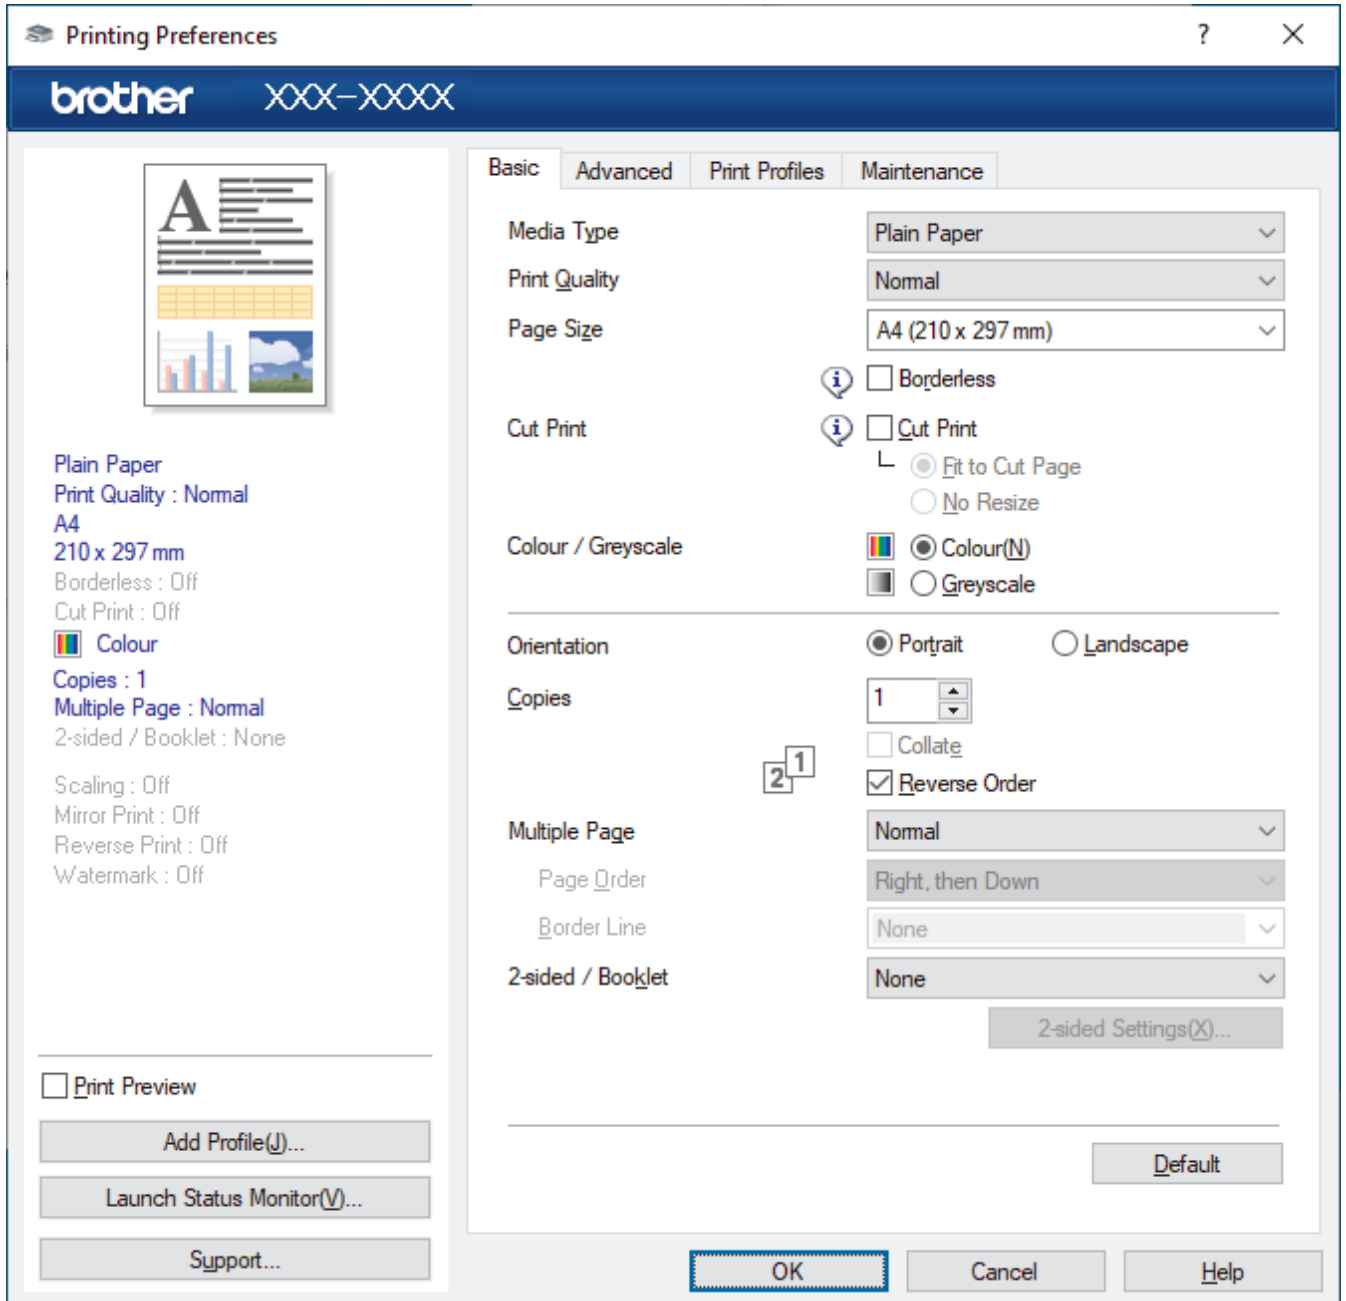 Printing Preferences
?
brother XXX-XXXX
A
Plain Paper
Print Quality : Normal
A4
210 x 297 mm
Borderless : Off
Cut Print : Off
Colour
Copies : 1
Multiple Page : Normal
2-sided / Booklet : None
Scaling : Off
Mirror Print : Off
Reverse Print : Off
Watermark : Off
Print Preview
Add Profile(J)...
Launch Status Monitor(V)...
Support...
Basic Advanced Print Profiles Maintenance
Media Type Plain Paper
Print Quality Normal
Page Size A4 (210 x 297 mm)
i Borderless
Cut Print i Cut Print
Fit to Cut Page
No Resize
Colour / Greyscale Colour(N)
Greyscale
Orientation Portrait Landscape
Copies 1
Collate
2 1 Reverse Order
Multiple Page Normal
Page Order Right, then Down
Border Line None
2-sided / Booklet None
2-sided Settings(X)...
Default
OK Cancel Help